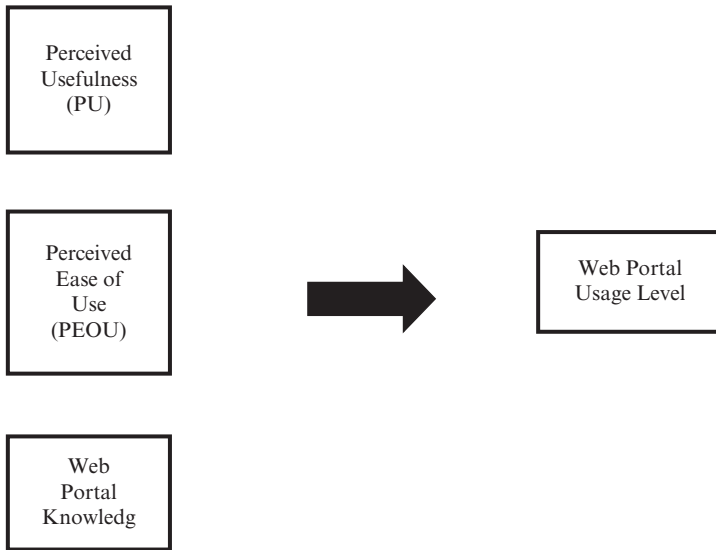 Perceived
Usefulness
(PU)
Perceived
Ease of
Use
(PEOU)
Web Portal
Usage Level
Web
Portal
Knowledg